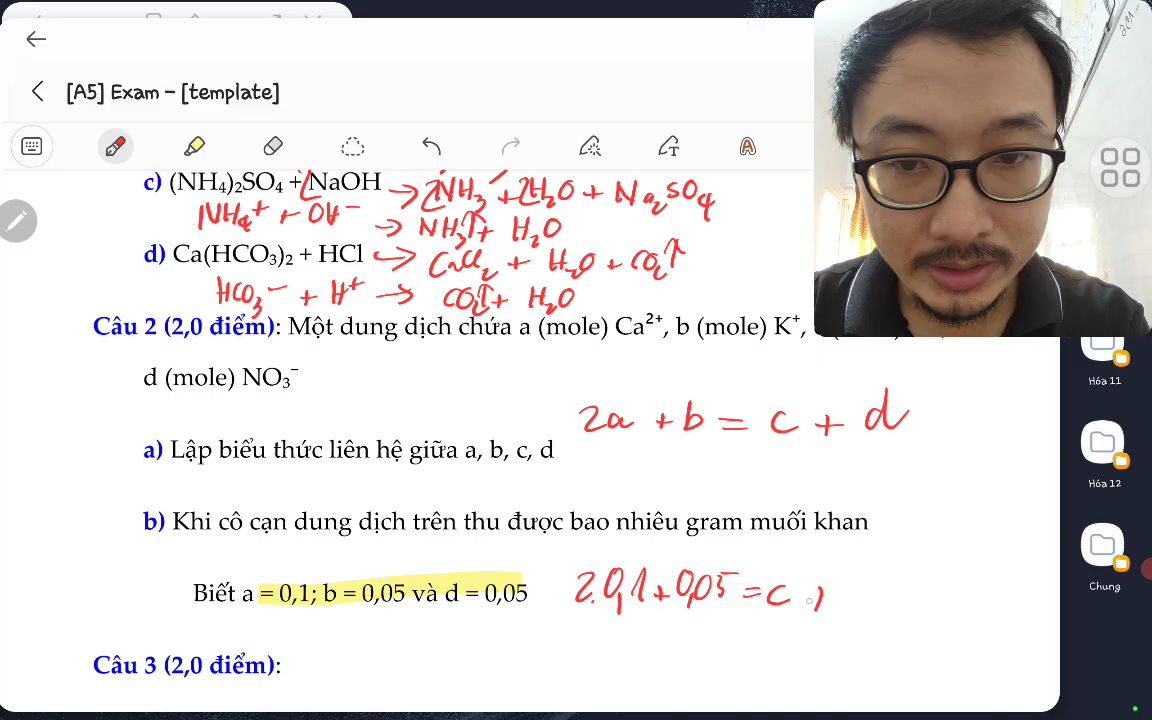 [A5] Exam – [template]
c) (NH₄)₂SO₄ + 2NaOH → 2NH₃ + 2H₂O + Na₂SO₄
NH₄⁺ + OH⁻ → NH₃↑ + H₂O
d) Ca(HCO₃)₂ + HCl → CaCl₂ + H₂O + CO₂↑
HCO₃⁻ + H⁺ → CO₂↑ + H₂O
Câu 2 (2,0 điểm): Một dung dịch chứa a (mole) Ca²⁺, b (mole) K⁺,
d (mole) NO₃⁻
2a + b = c + d
a) Lập biểu thức liên hệ giữa a, b, c, d
b) Khi cô cạn dung dịch trên thu được bao nhiêu gram muối khan
Biết a = 0,1; b = 0,05 và d = 0,05
2.0,1 + 0,05 = c
Câu 3 (2,0 điểm):
Hóa 11
Hóa 12
Chung